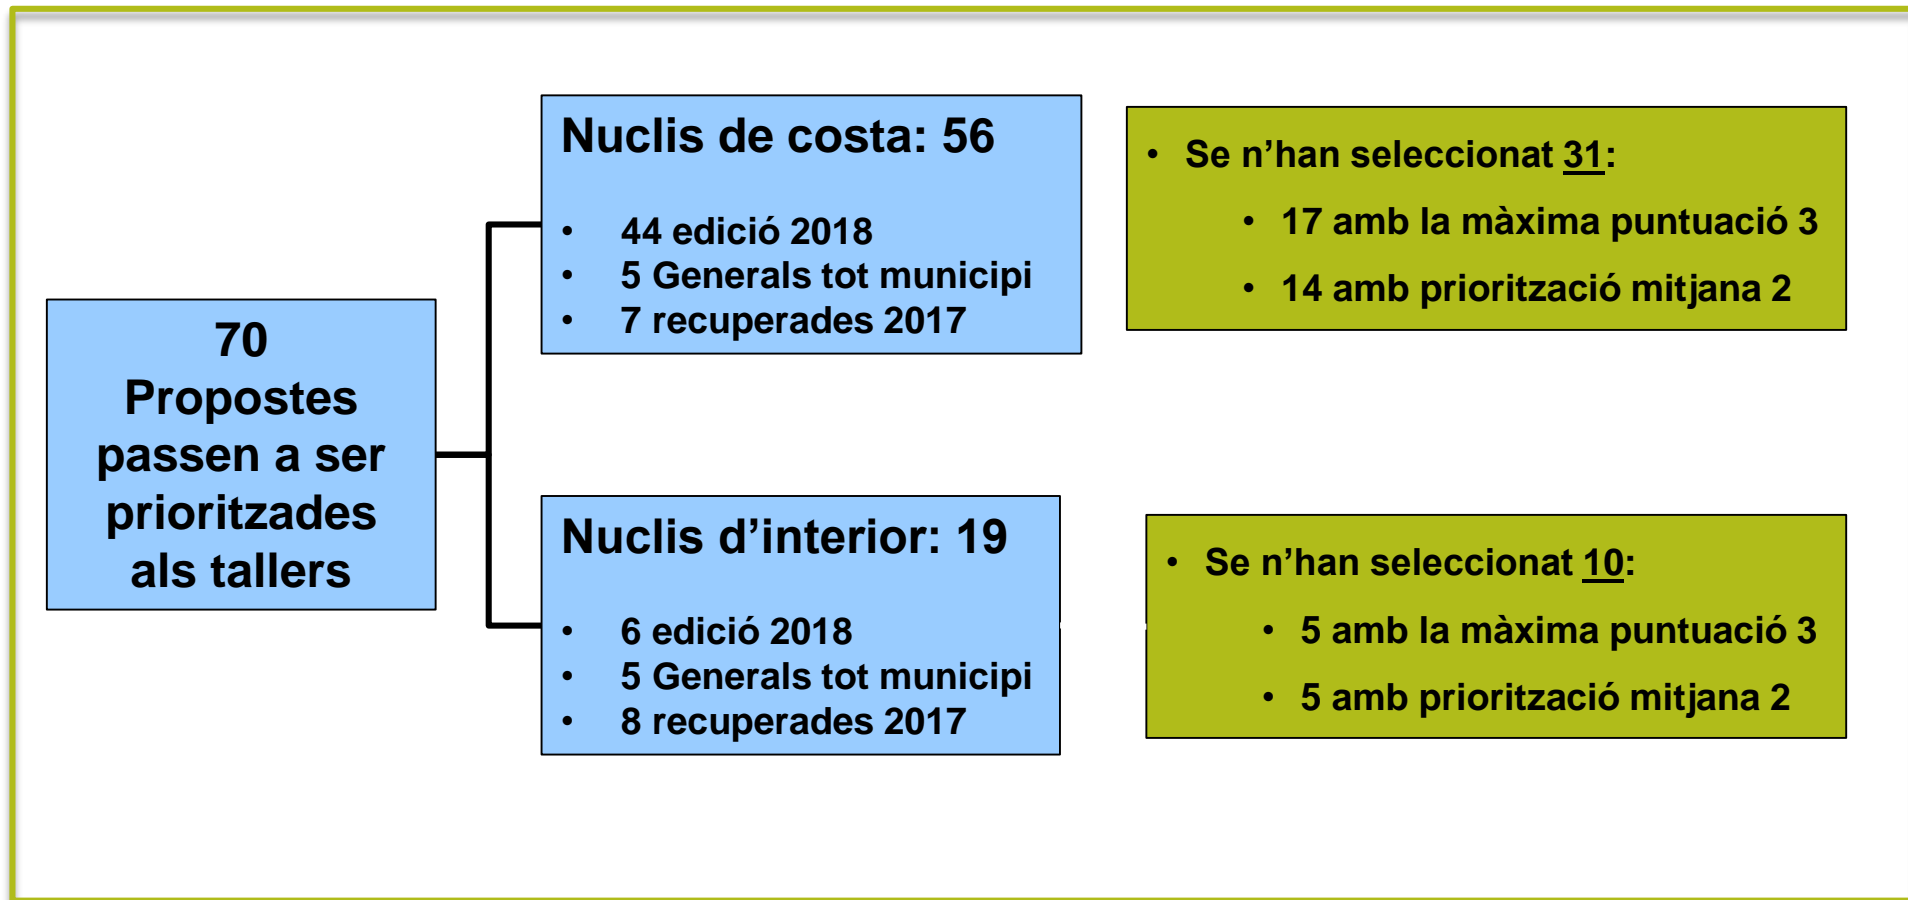 70
Propostes
passen a ser
prioritzades
als tallers
Nuclis de costa: 56
• 44 edició 2018
• 5 Generals tot municipi
• 7 recuperades 2017
• Se n’han seleccionat 31:
• 17 amb la màxima puntuació 3
• 14 amb priorització mitjana 2
Nuclis d’interior: 19
• 6 edició 2018
• 5 Generals tot municipi
• 8 recuperades 2017
• Se n’han seleccionat 10:
• 5 amb la màxima puntuació 3
• 5 amb priorització mitjana 2